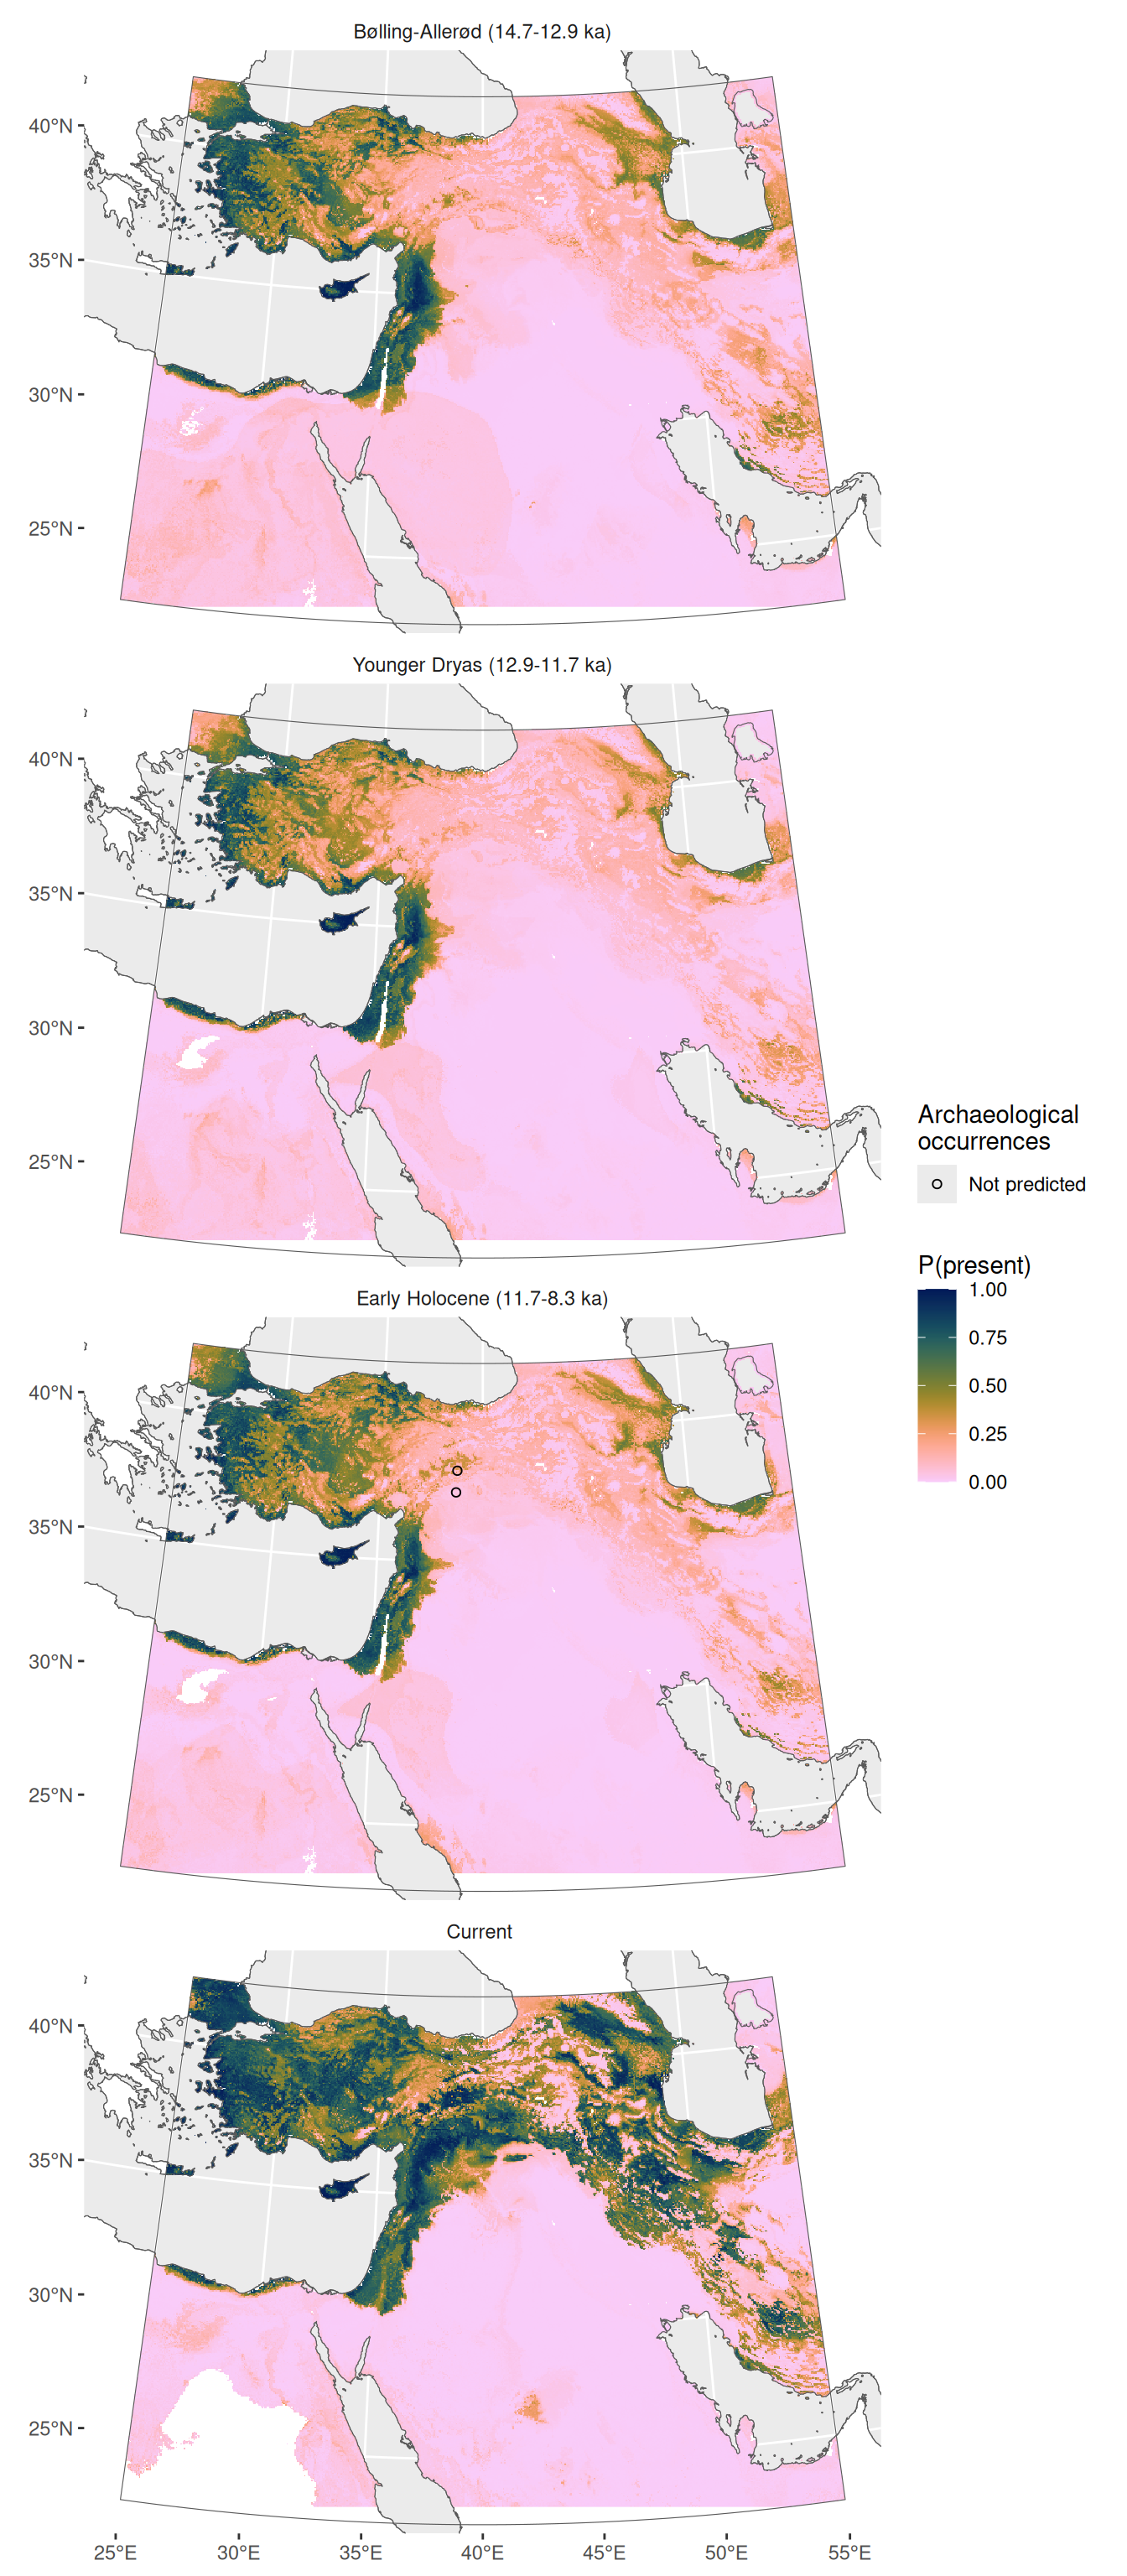 Bølling-Allerød (14.7-12.9 ka)
40°N
35°N
30°N
25°N
Younger Dryas (12.9-11.7 ka)
40°N
35°N
30°N
25°N
Archaeological
occurrences
Not predicted
P(present)
1.00
0.75
0.50
0.25
0.00
Early Holocene (11.7-8.3 ka)
40°N
35°N
30°N
25°N
Current
40°N
35°N
30°N
25°N
25°E 30°E 35°E 40°E 45°E 50°E 55°E